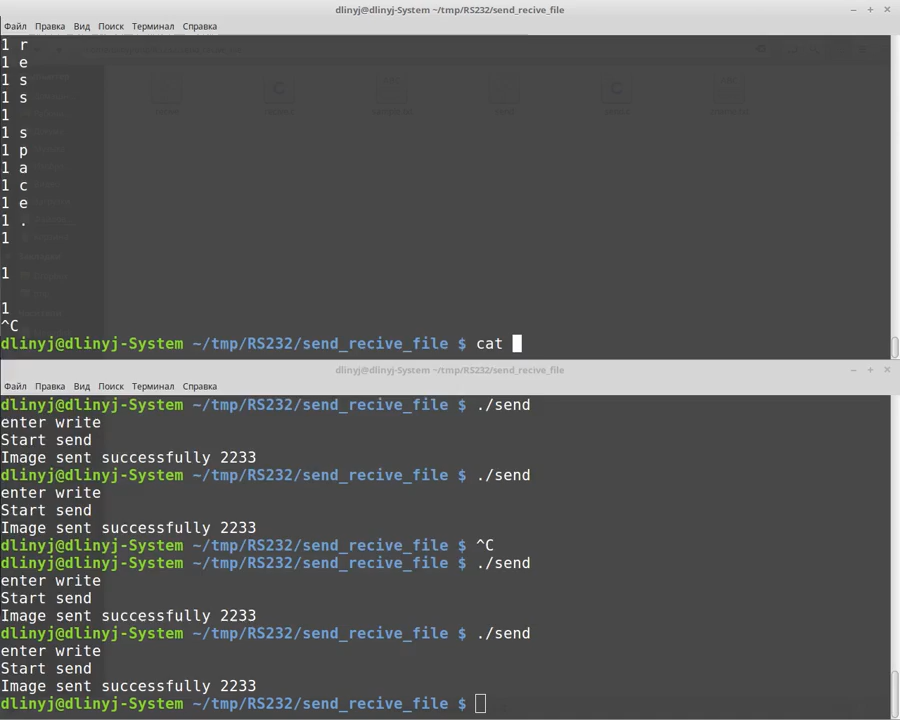 dlinyj@dlinyj-System ~/tmp/RS232/send_recive_file
Файл Правка Вид Поиск Терминал Справка
1 r
1 e
1 s
1 s
1
1 s
1 p
1 a
1 c
1 e
1 .
1
1
1
^C
dlinyj@dlinyj-System ~/tmp/RS232/send_recive_file $ cat
dlinyj@dlinyj-System ~/tmp/RS232/send_recive_file
Файл Правка Вид Поиск Терминал Справка
dlinyj@dlinyj-System ~/tmp/RS232/send_recive_file $ ./send
enter write
Start send
Image sent successfully 2233
dlinyj@dlinyj-System ~/tmp/RS232/send_recive_file $ ./send
enter write
Start send
Image sent successfully 2233
dlinyj@dlinyj-System ~/tmp/RS232/send_recive_file $ ^C
dlinyj@dlinyj-System ~/tmp/RS232/send_recive_file $ ./send
enter write
Start send
Image sent successfully 2233
dlinyj@dlinyj-System ~/tmp/RS232/send_recive_file $ ./send
enter write
Start send
Image sent successfully 2233
dlinyj@dlinyj-System ~/tmp/RS232/send_recive_file $